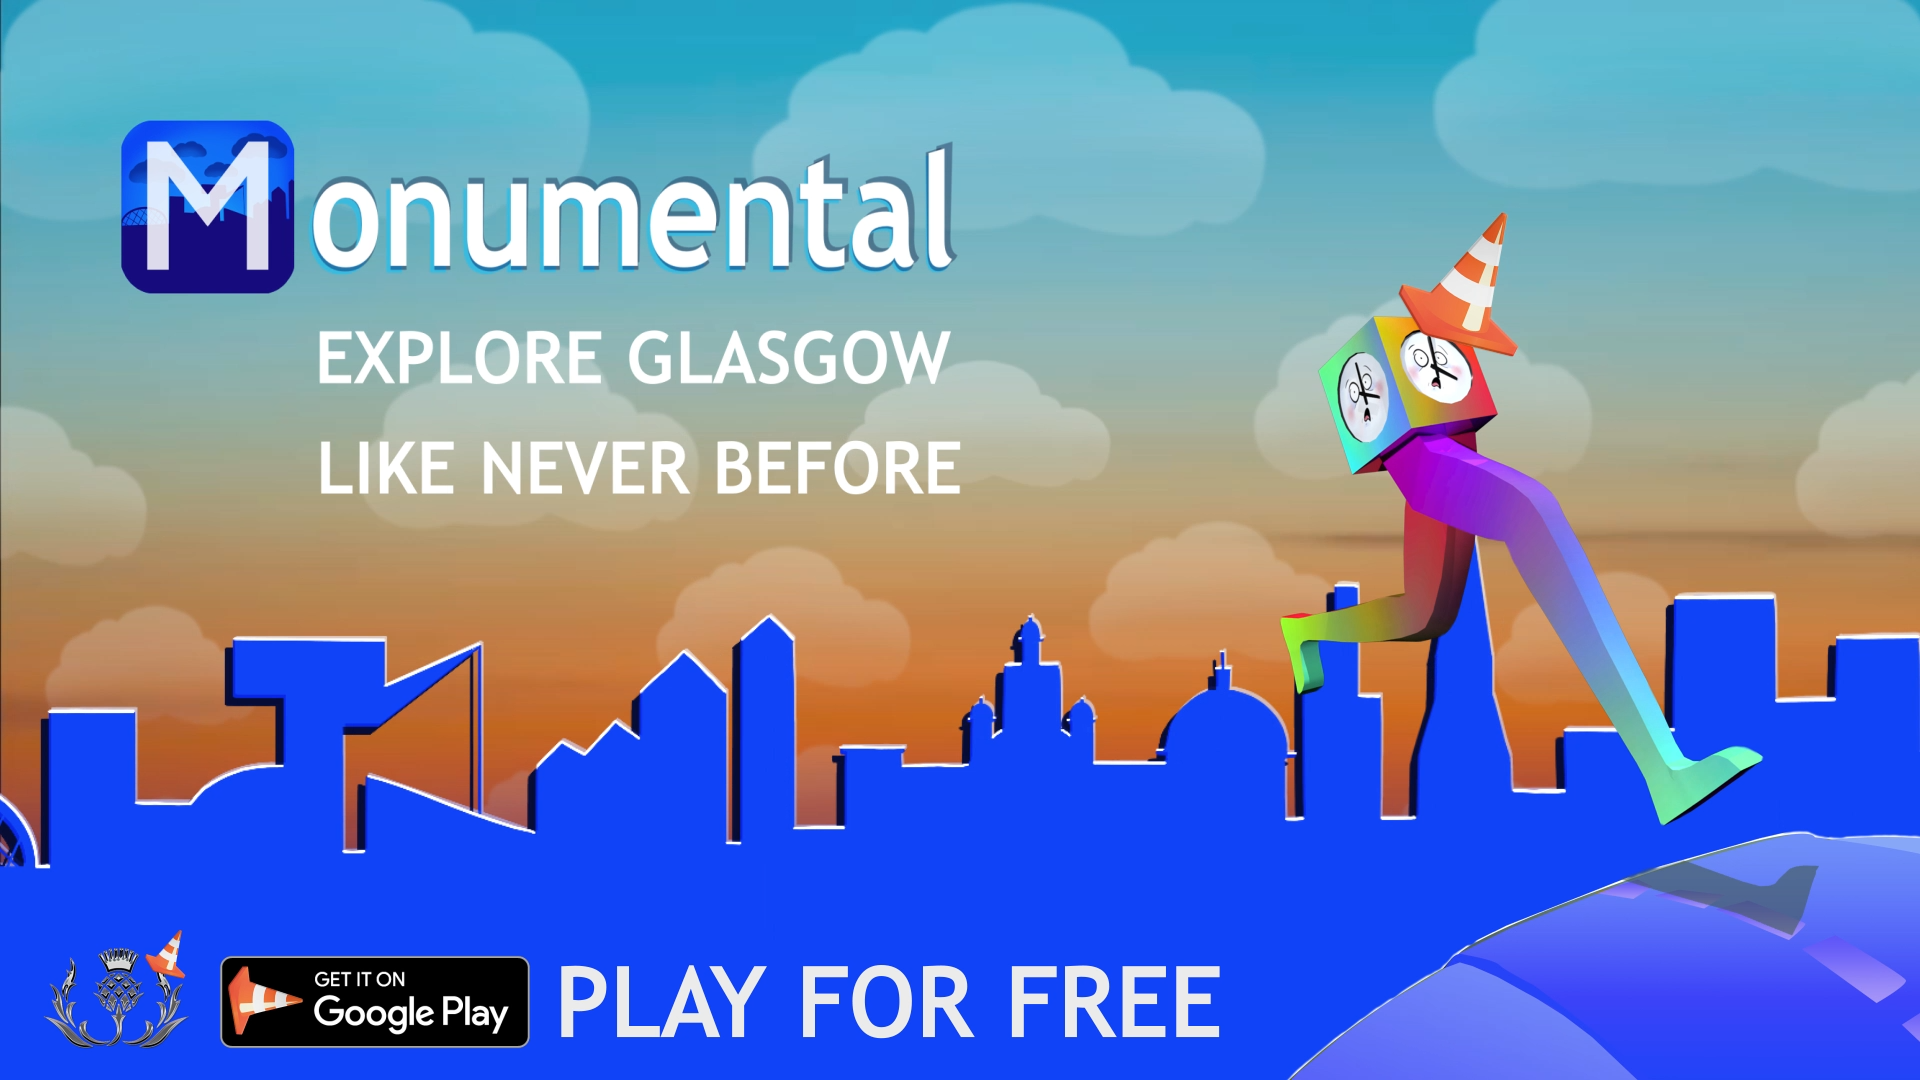 Monumental
EXPLORE GLASGOW
LIKE NEVER BEFORE
GET IT ON
Google Play
PLAY FOR FREE